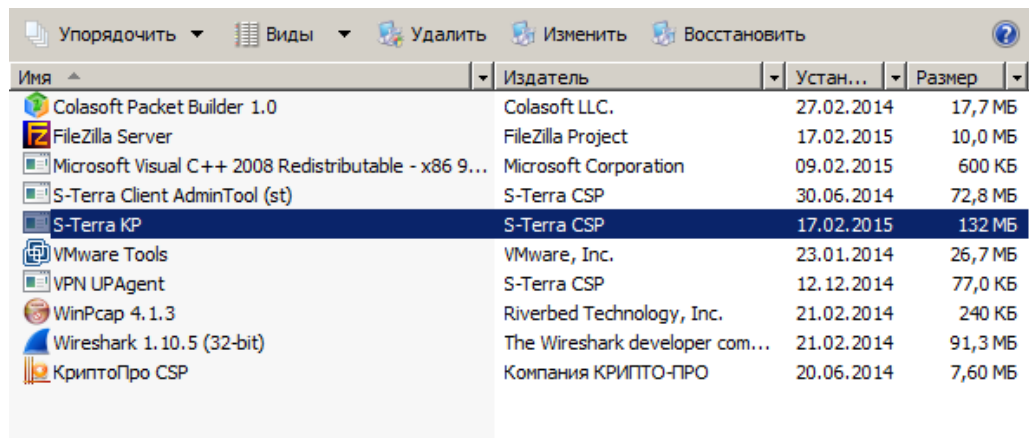 Упорядочить Виды Удалить Изменить Восстановить
Имя Издатель Устан... Размер
Colasoft Packet Builder 1.0 Colasoft LLC. 27.02.2014 17,7 МБ
FileZilla Server FileZilla Project 17.02.2015 10,0 МБ
Microsoft Visual C++ 2008 Redistributable - x86 9... Microsoft Corporation 09.02.2015 600 КБ
S-Terra Client AdminTool (st) S-Terra CSP 30.06.2014 72,8 МБ
S-Terra KP S-Terra CSP 17.02.2015 132 МБ
VMware Tools VMware, Inc. 23.01.2014 26,7 МБ
VPN UPAgent S-Terra CSP 12.12.2014 77,0 КБ
WinPcap 4.1.3 Riverbed Technology, Inc. 21.02.2014 240 КБ
Wireshark 1.10.5 (32-bit) The Wireshark developer com... 21.02.2014 91,3 МБ
КриптоПро CSP Компания КРИПТО-ПРО 20.06.2014 7,60 МБ